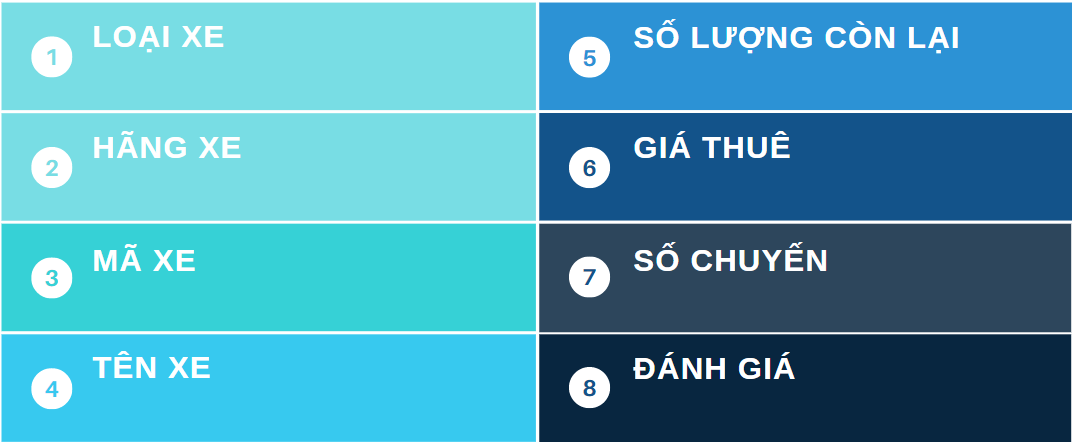 1 LOẠI XE
2 HÃNG XE
3 MÃ XE
4 TÊN XE
5 SỐ LƯỢNG CÒN LẠI
6 GIÁ THUÊ
7 SỐ CHUYẾN
8 ĐÁNH GIÁ